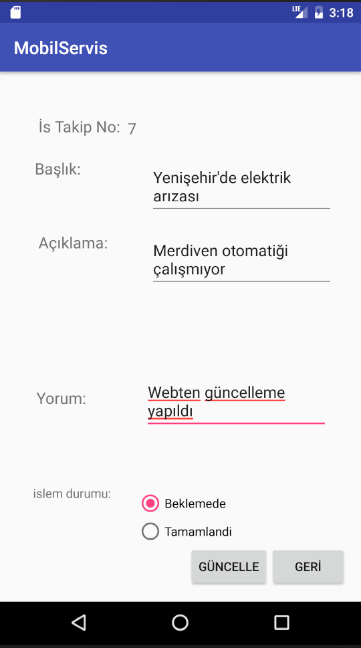 LTE 3:18
MobilServis
İs Takip No: 7
Başlık:
Yenişehir'de elektrik
arızası
Açıklama:
Merdiven otomatiği
çalışmıyor
Yorum:
Webten güncelleme
yapıldı
islem durumu:
Beklemede
Tamamlandi
GÜNCELLE GERİ